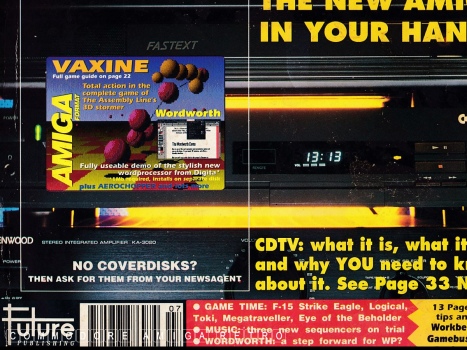 THE NEW AMI
IN YOUR HAN
FASTEXT
VAXINE
Full game guide on page 22
Total action in the
complete game of
The Assembly Line's
3D stormer
AMIGA
FORMAT
Wordworth
Fully useable demo of the stylish new
wordprocessor from Digita*
plus AEROCHOPPER
13:13
KENWOOD
STEREO INTEGRATED AMPLIFIER KA-3020
POWER
NO COVERDISKS?
THEN ASK FOR THEM FROM YOUR NEWSAGENT
CDTV: what it is, what it
and why YOU need to kn
about it. See Page 33 N
Future
PUBLISHING
07
GAME TIME: F-15 Strike Eagle, Logical,
Toki, Megatraveller, Eye of the Beholder
MUSIC: three new sequencers on trial
WORDWORTH: a step forward for WP?
13 Page
tips an
Workbe
Gamebus